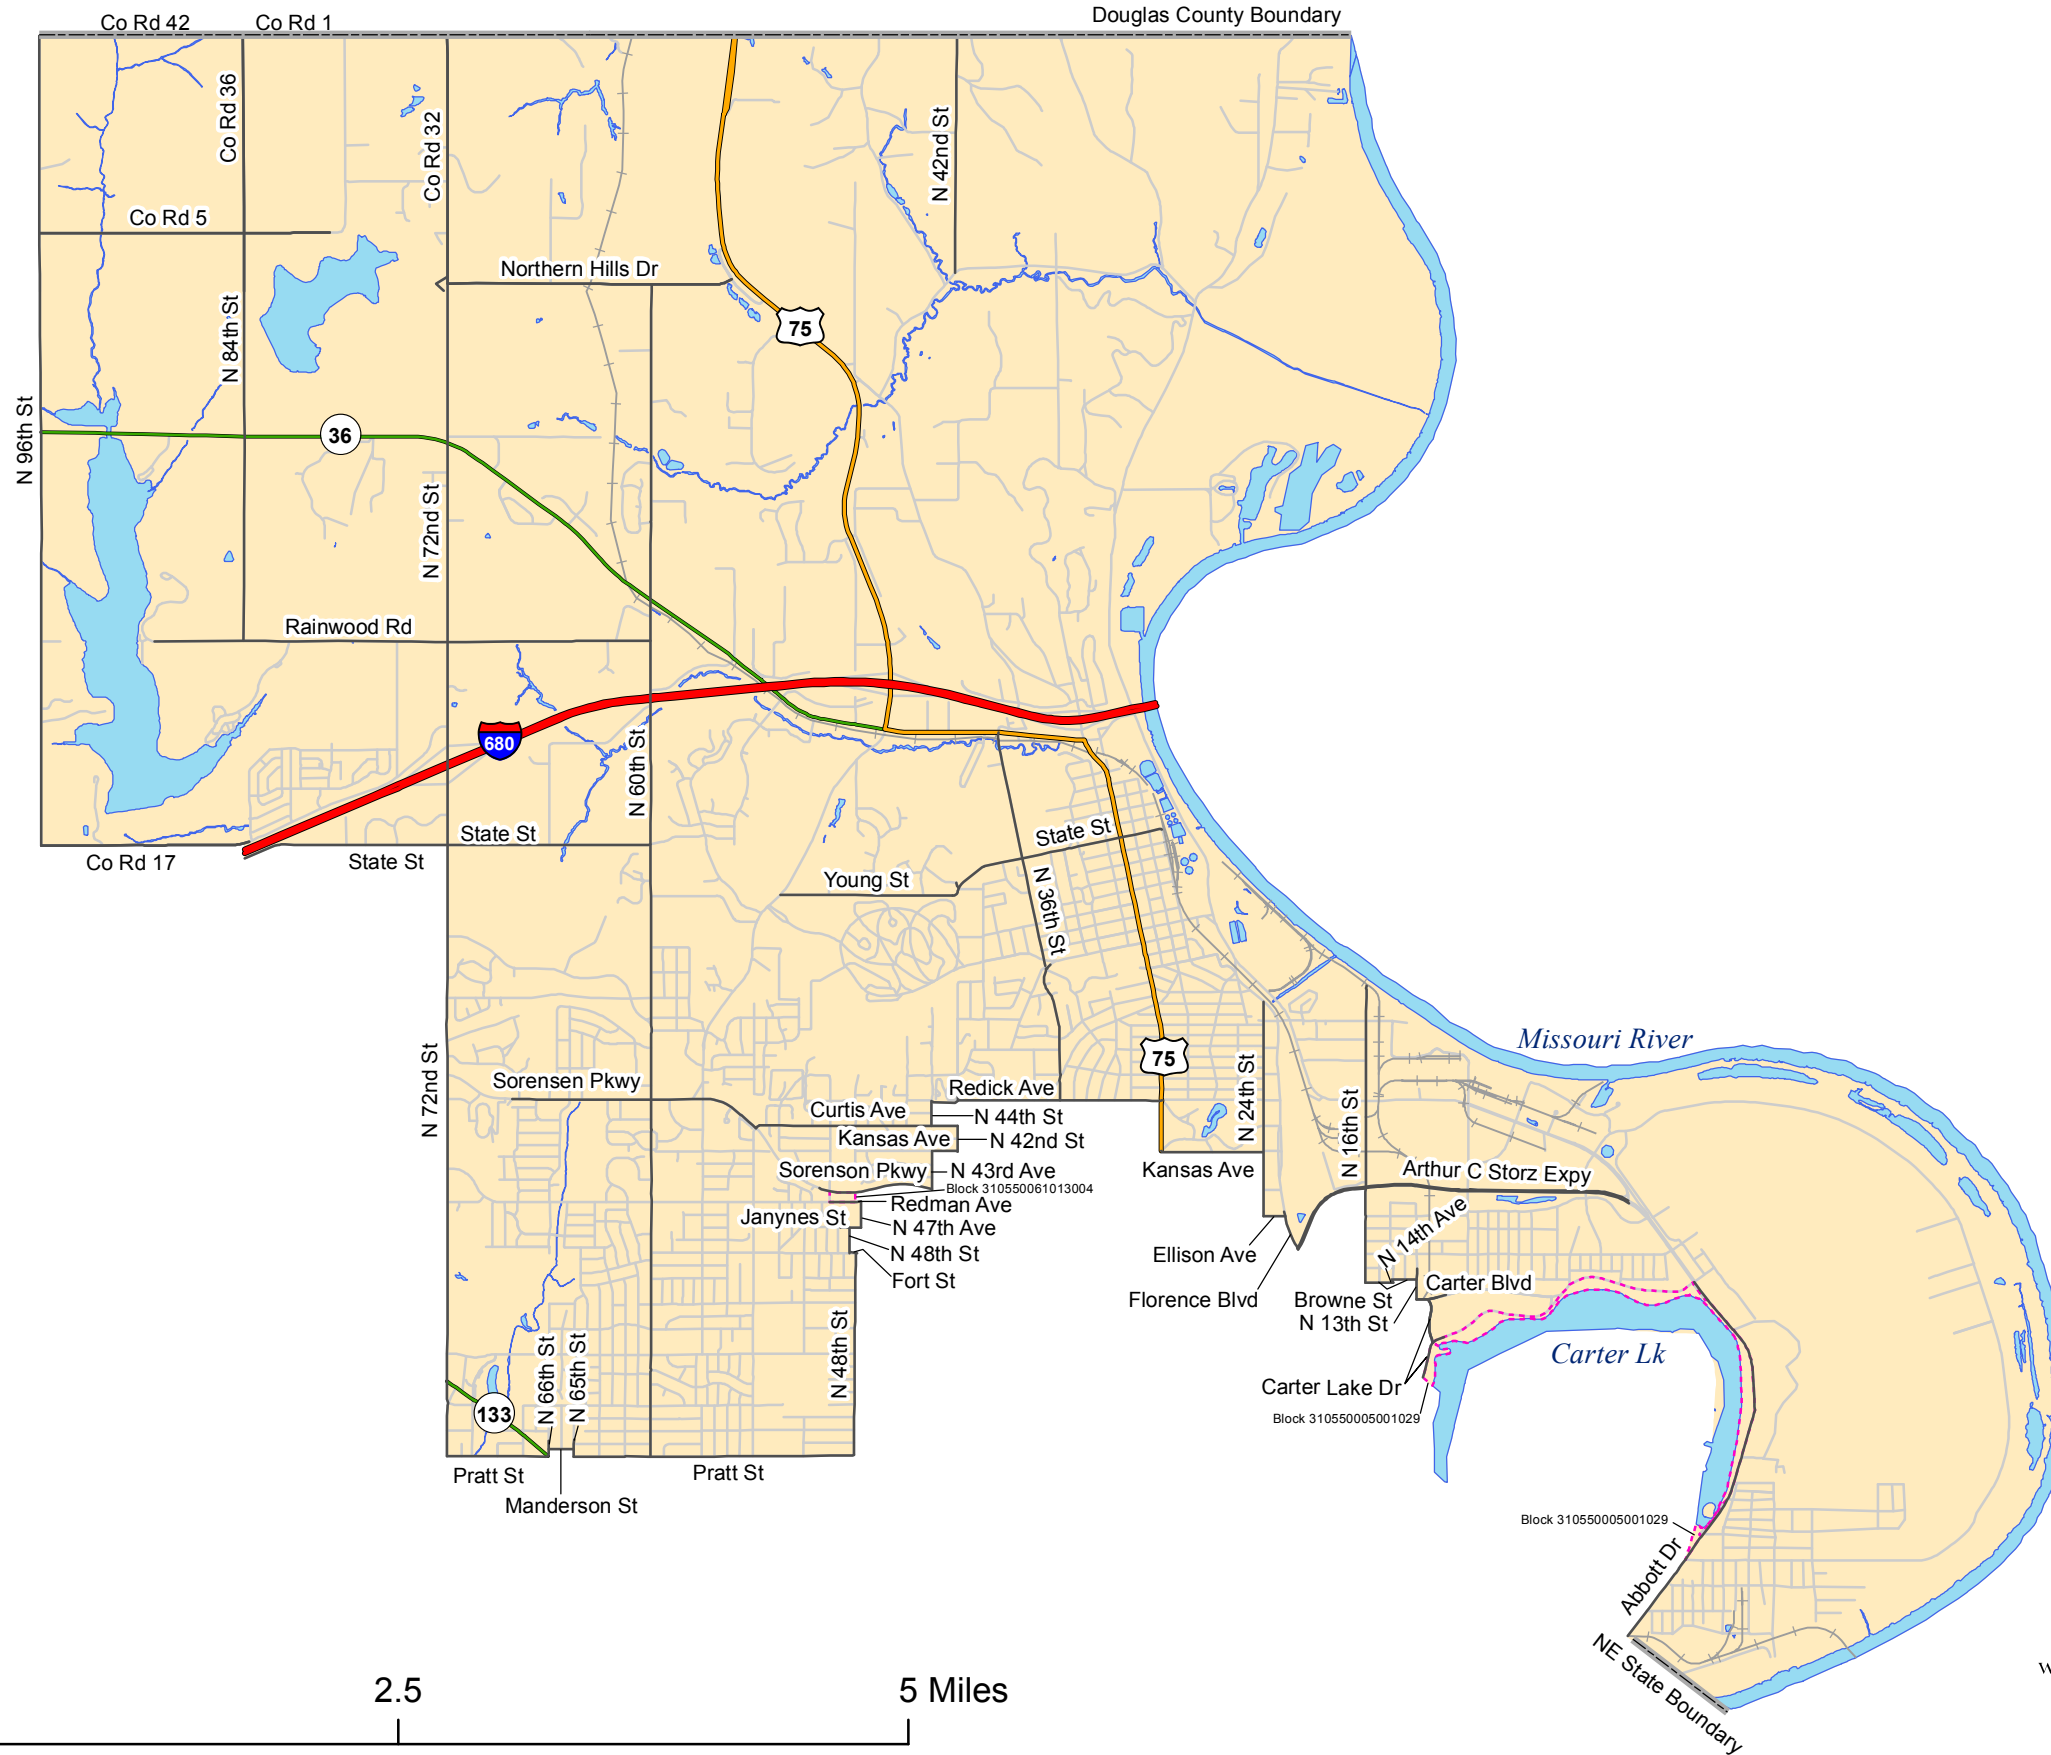 Douglas County Boundary
Co Rd 42
Co Rd 1
Co Rd 36
Co Rd 32
N 42nd St
Co Rd 5
Northern Hills Dr
N 84th St
75
N 96th St
36
N 72nd St
Rainwood Rd
680
N 60th St
State St
State St
Co Rd 17
State St
Young St
N 36th St
Missouri River
75
N 72nd St
Sorensen Pkwy
Redick Ave
Curtis Ave
N 44th St
Kansas Ave
N 42nd St
N 24th St
N 16th St
Sorenson Pkwy
N 43rd Ave
Kansas Ave
Arthur C Storz Expy
Block 310550061013004
Redman Ave
Janynes St
N 47th Ave
N 48th St
Fort St
Ellison Ave
N 14th Ave
Florence Blvd
Browne St
Carter Blvd
N 13th St
Carter Lk
Carter Lake Dr
Block 310550005001029
N 66th St
N 65th St
N 48th St
133
Pratt St
Pratt St
Manderson St
Block 310550005001029
Abbott Dr
NE State Boundary
2.5
5 Miles
w